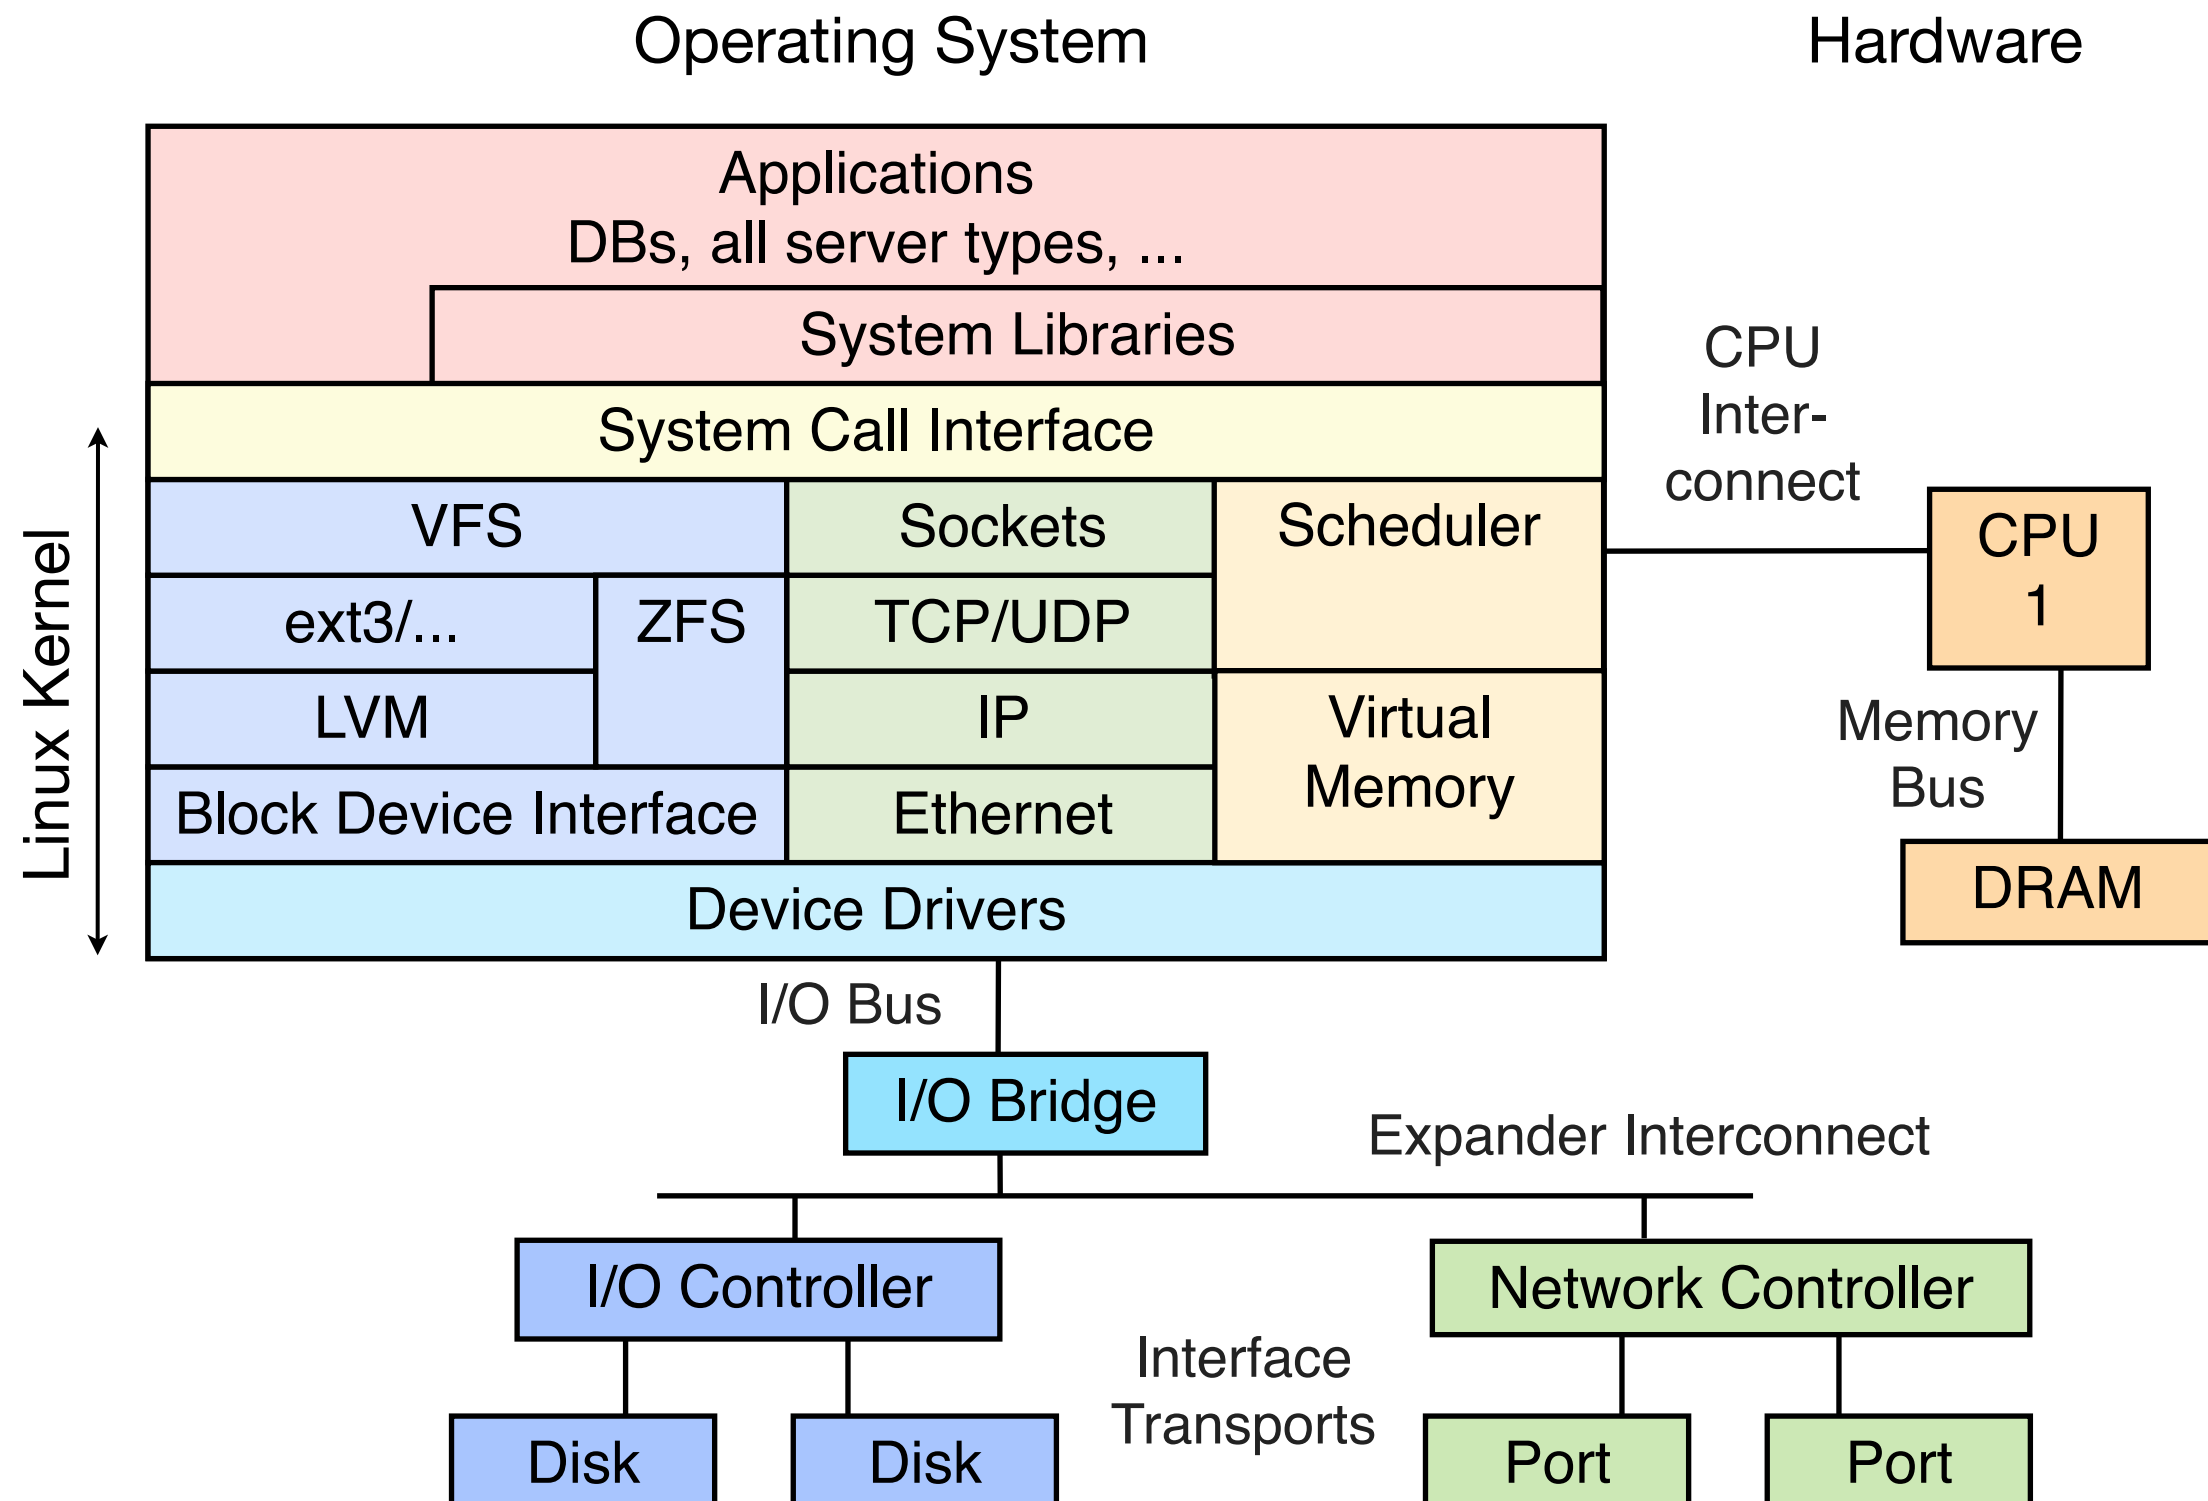 Operating System
Hardware
Applications
DBs, all server types, ...
System Libraries
System Call Interface
CPU
Inter-
connect
Linux Kernel
VFS
Sockets
Scheduler
CPU
1
ext3/...
ZFS
TCP/UDP
LVM
IP
Virtual
Memory
Memory
Bus
Block Device Interface
Ethernet
DRAM
Device Drivers
I/O Bus
I/O Bridge
Expander Interconnect
I/O Controller
Network Controller
Interface
Transports
Disk
Disk
Port
Port